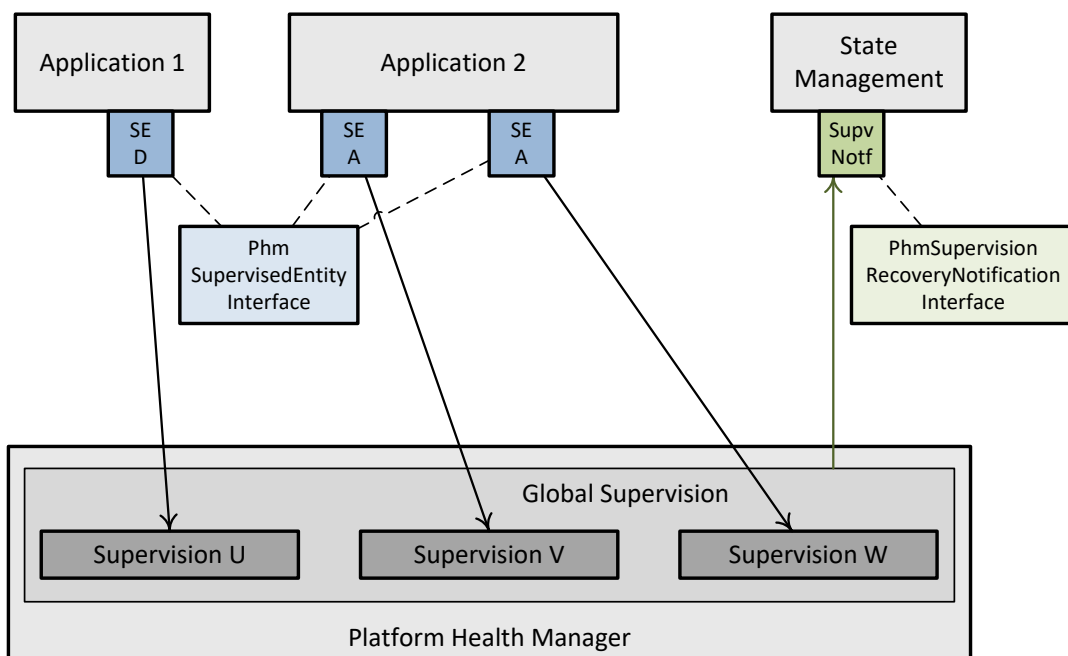 Application 1
Application 2
State
Management
SE
D
SE
A
SE
A
Supv
Notf
Phm
SupervisedEntity
Interface
PhmSupervision
RecoveryNotification
Interface
Global Supervision
Supervision U
Supervision V
Supervision W
Platform Health Manager